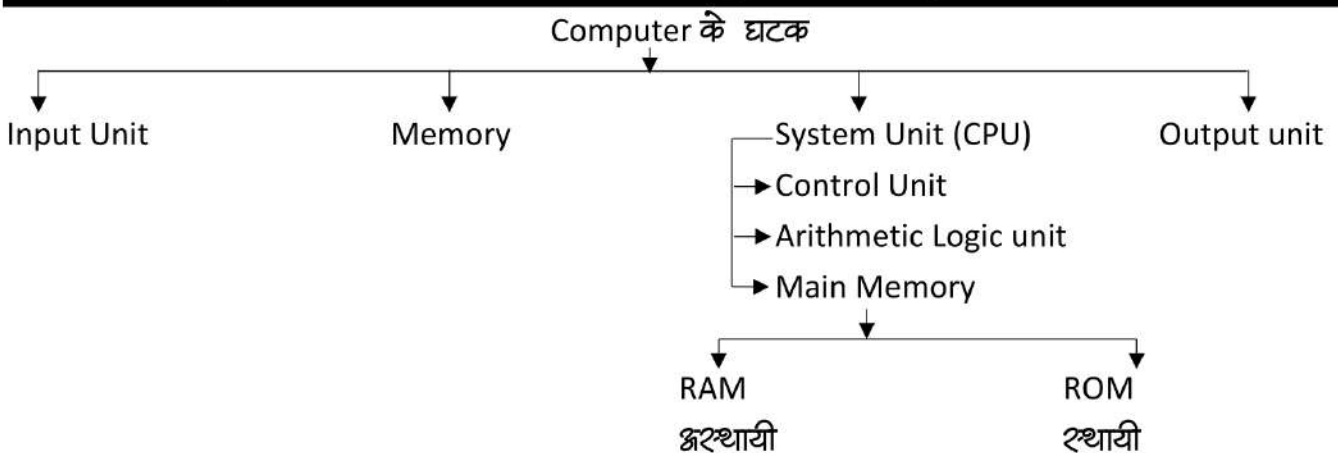 Computer के घटक
Input Unit Memory System Unit (CPU) Output unit
Control Unit
Arithmetic Logic unit
Main Memory
RAM ROM
अस्थायी स्थायी